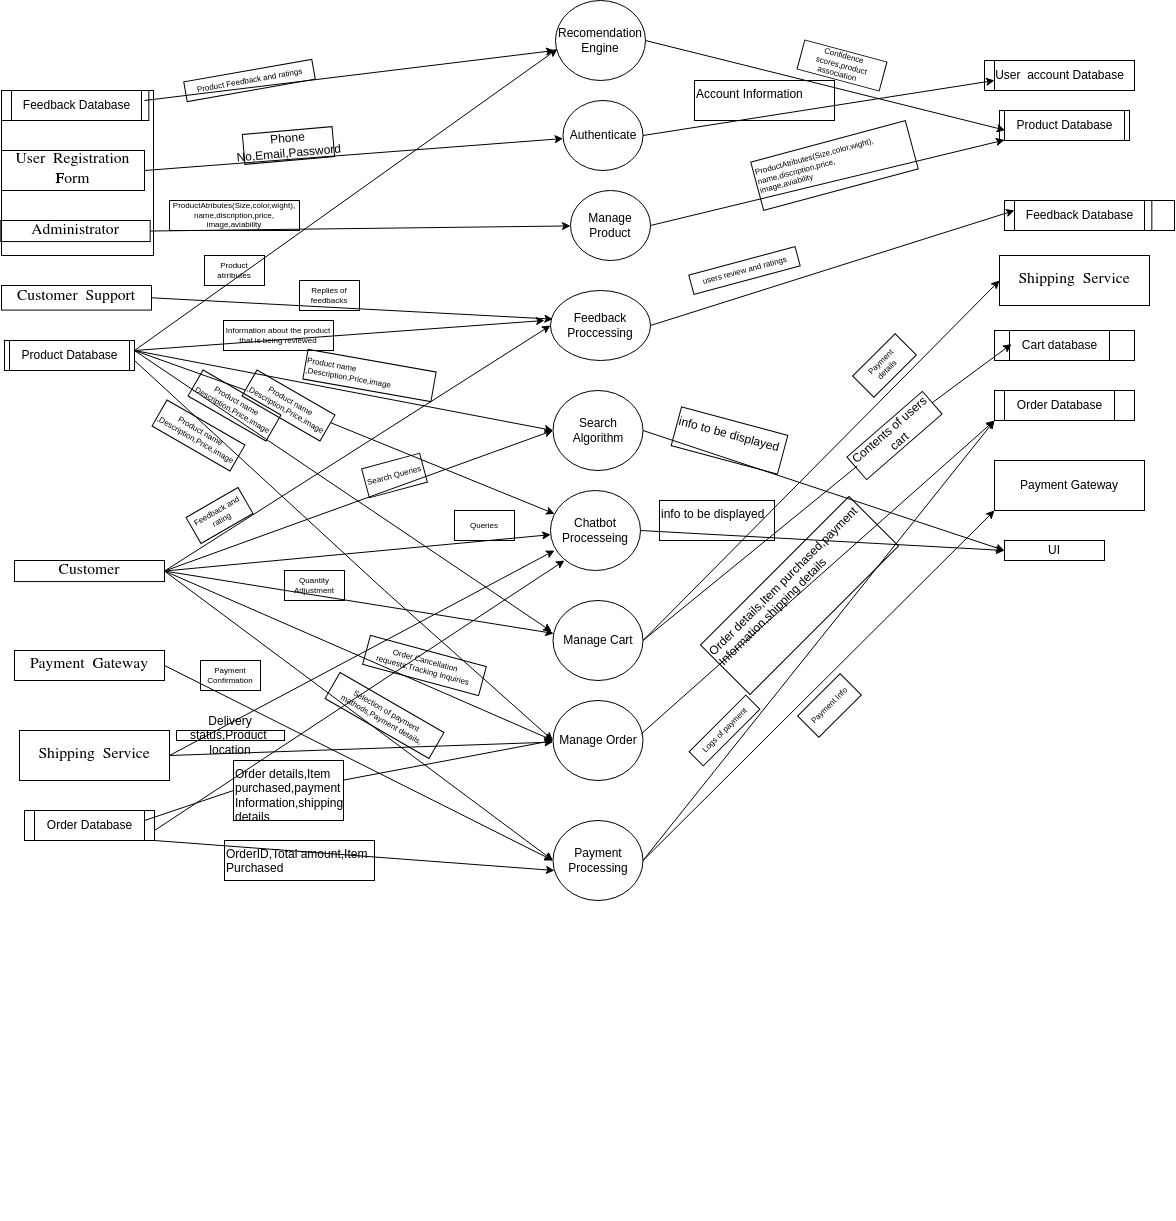 Recomendation
Engine
Product Feedback and ratings
Confidence
scores,product
association
User  account Database
Feedback Database
Account Information
Product Database
Phone
No,Email,Password
Authenticate
User  Registration
Form
ProductAtributes(Size,color,wight),
name,discription,price,
image,aviability
ProductAtributes(Size,color,wight),
name,discription,price,
image,aviability
Manage
Product
Feedback Database
Administrator
Product
atrributes
users review and ratings
Shipping  Service
Customer  Support
Replies of
feedbacks
Feedback
Proccessing
Information about the product
that is being reviewed
Product Database
Cart database
Payment
details
Product name
,Description,Price,image
Product name
,Description,Price,image
Product name
,Description,Price,image
Product name
,Description,Price,image
Order Database
Search
Algorithm
info to be displayed
Contents of users
cart
Search Queries
Payment Gateway
Feedback and
rating
Queries
Chatbot
Processeing
info to be displayed
UI
Customer
Quantity
Adjustment
Order details,Item purchased,payment
Information,shipping details
Manage Cart
Payment  Gateway
Payment
Confirmation
Order Cancellation
requests,Tracking Inquiries
Selection of payment
mathods,Payment details
Payment Info
Logs of payment
Delivery
status,Product
location
Shipping  Service
Manage Order
Order details,Item
purchased,payment
Information,shipping
details
Order Database
OrderID,Total amount,Item
Purchased
Payment
Processing